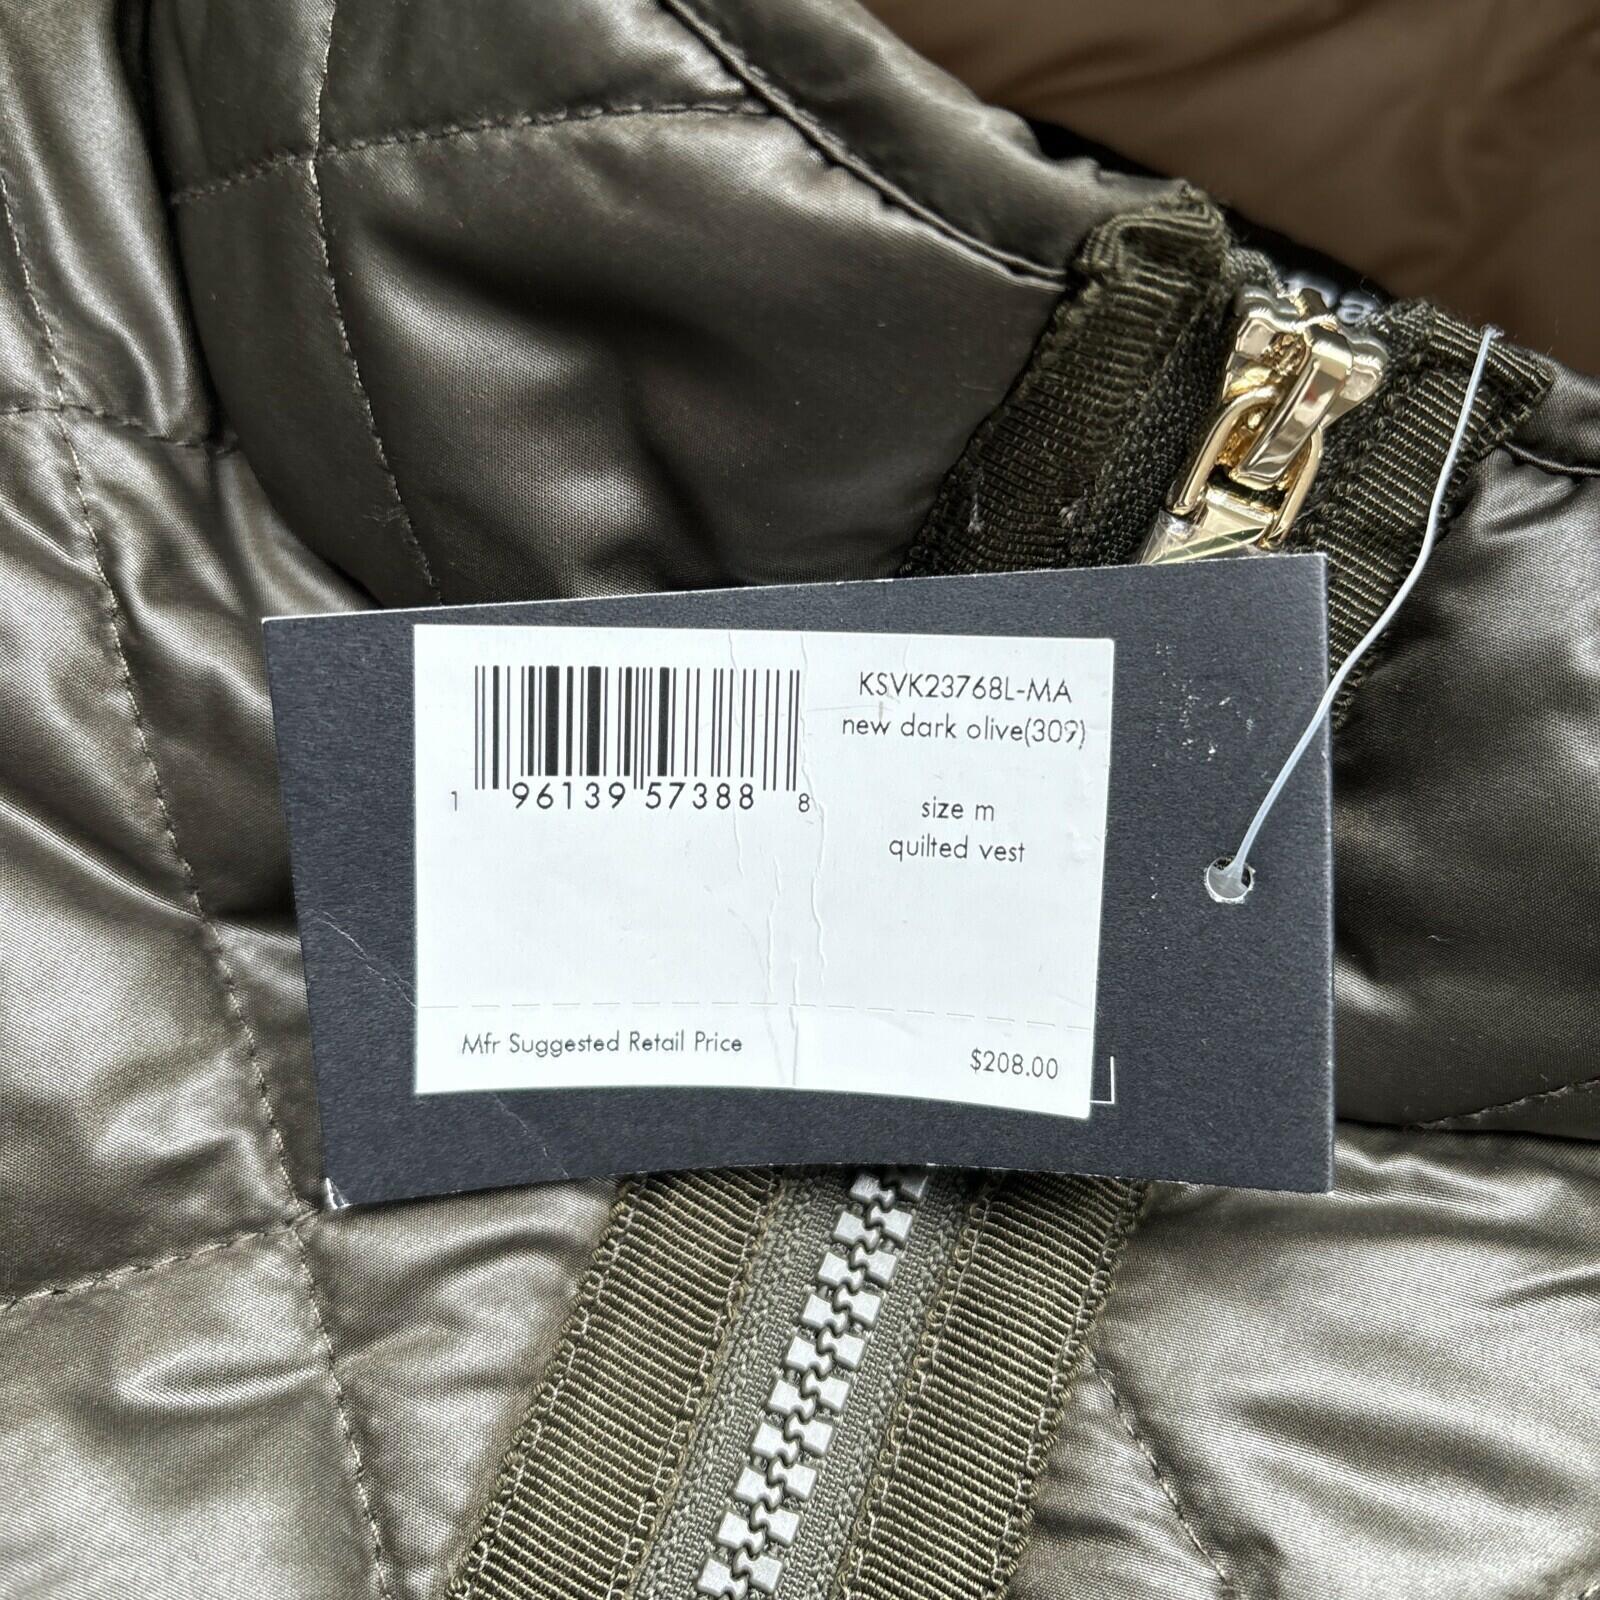 KSVK23768L-MA
new dark olive(309)
1 96139 57388 8
size m
quilted vest
Mfr Suggested Retail Price
$208.00